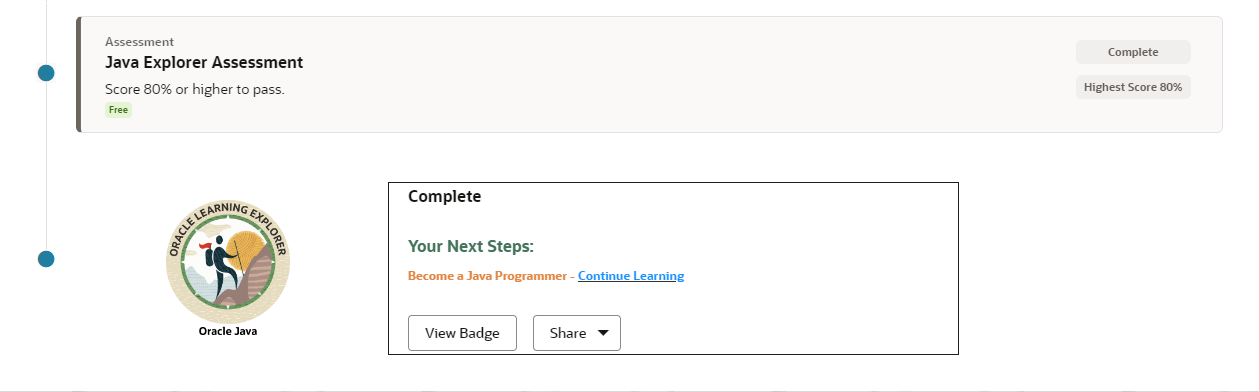 Assessment
Java Explorer Assessment
Complete
Score 80% or higher to pass.
Highest Score 80%
Free
ORACLE LEARNING EXPLORER
Oracle Java
Complete
Your Next Steps:
Become a Java Programmer - Continue Learning
View Badge
Share